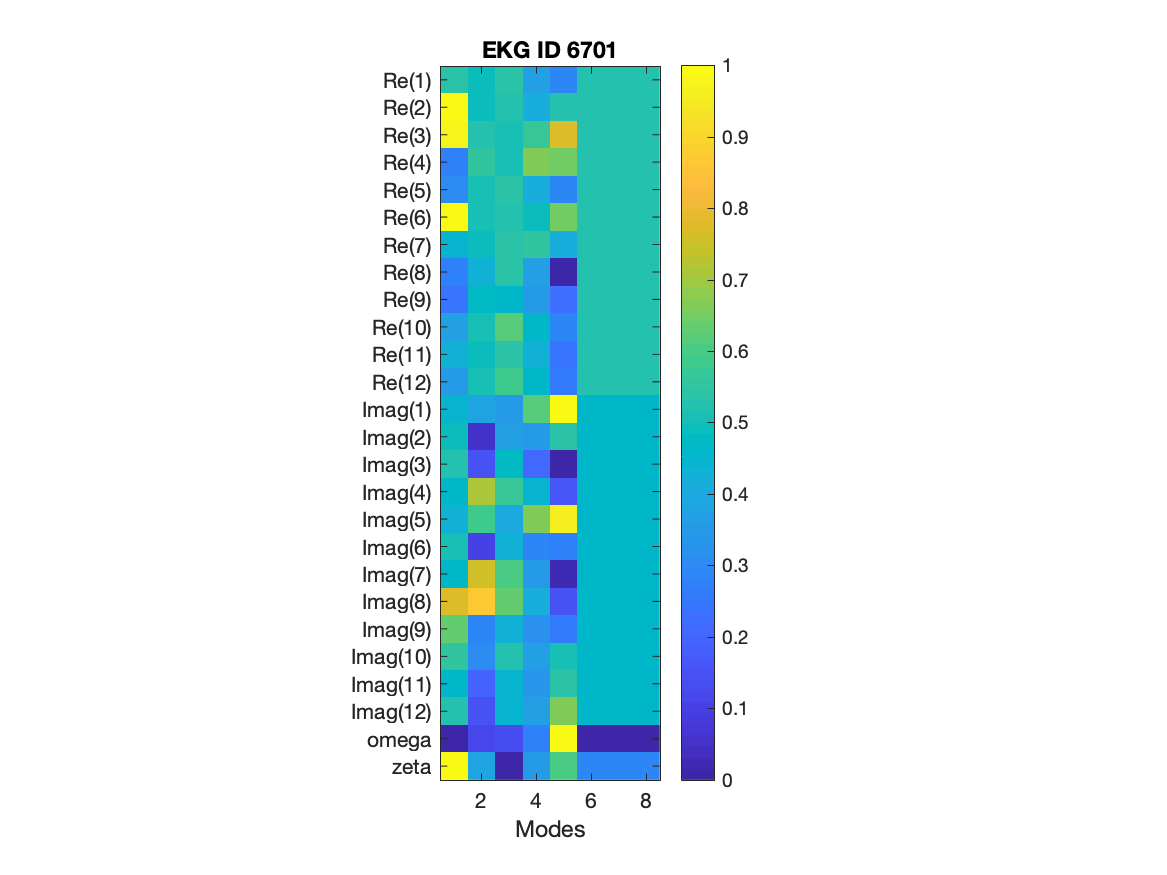 EKG ID 6701
Re(1)
Re(2)
Re(3)
Re(4)
Re(5)
Re(6)
Re(7)
Re(8)
Re(9)
Re(10)
Re(11)
Re(12)
Imag(1)
Imag(2)
Imag(3)
Imag(4)
Imag(5)
Imag(6)
Imag(7)
Imag(8)
Imag(9)
Imag(10)
Imag(11)
Imag(12)
omega
zeta
2 4 6 8
Modes
1
0.9
0.8
0.7
0.6
0.5
0.4
0.3
0.2
0.1
0